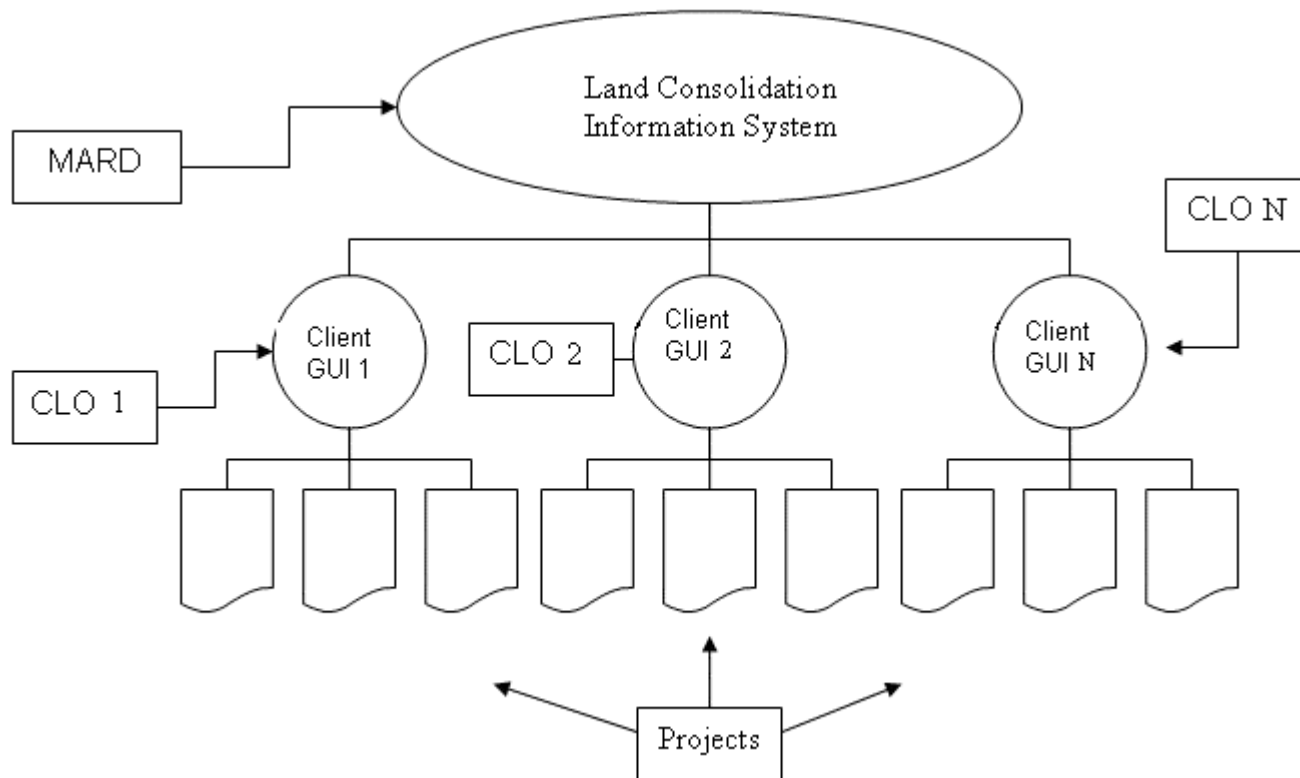 Land Consolidation
Information System
MARD
CLO N
Client
GUI 1
CLO 2
Client
GUI 2
Client
GUI N
CLO 1
Projects